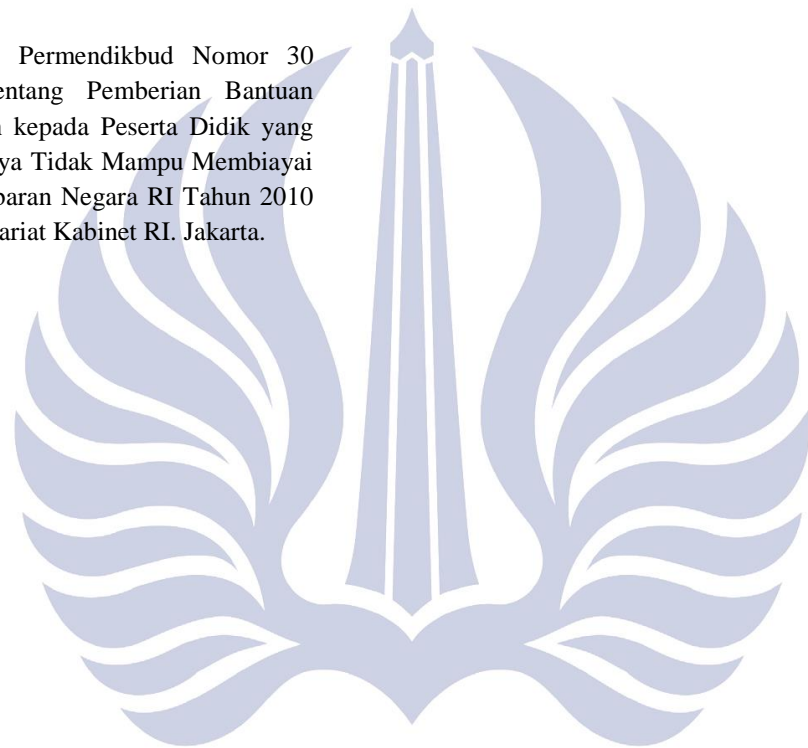 Permendikbud Nomor 30
entang Pemberian Bantuan
kepada Peserta Didik yang
ya Tidak Mampu Membiayai
baran Negara RI Tahun 2010
ariat Kabinet RI. Jakarta.